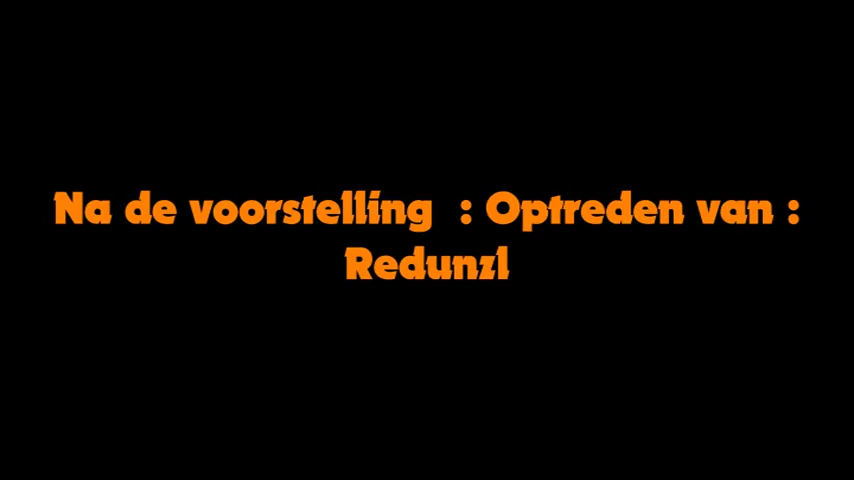 Na de voorstelling  : Optreden van :
Redunzl